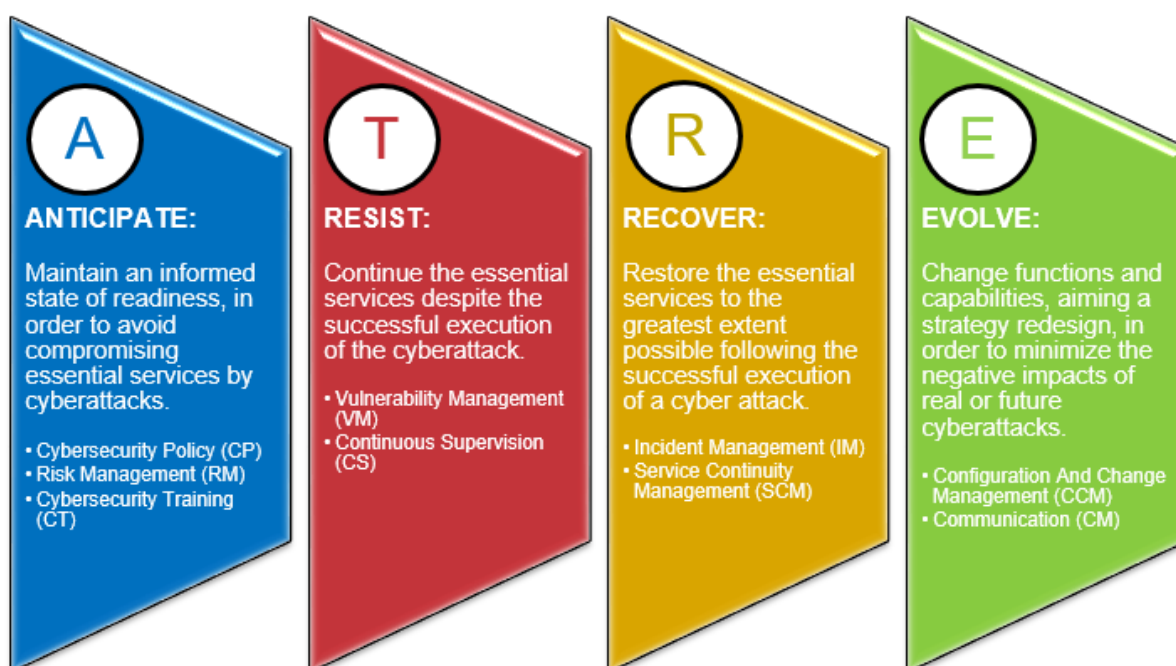 A
ANTICIPATE:
Maintain an informed
state of readiness, in
order to avoid
compromising
essential services by
cyberattacks.
• Cybersecurity Policy (CP)
• Risk Management (RM)
• Cybersecurity Training
(CT)
T
RESIST:
Continue the essential
services despite the
successful execution
of the cyberattack.
• Vulnerability Management
(VM)
• Continuous Supervision
(CS)
R
RECOVER:
Restore the essential
services to the
greatest extent
possible following the
successful execution
of a cyber attack.
• Incident Management (IM)
• Service Continuity
Management (SCM)
E
EVOLVE:
Change functions and
capabilities, aiming a
strategy redesign, in
order to minimize the
negative impacts of
real or future
cyberattacks.
• Configuration And Change
Management (CCM)
• Communication (CM)